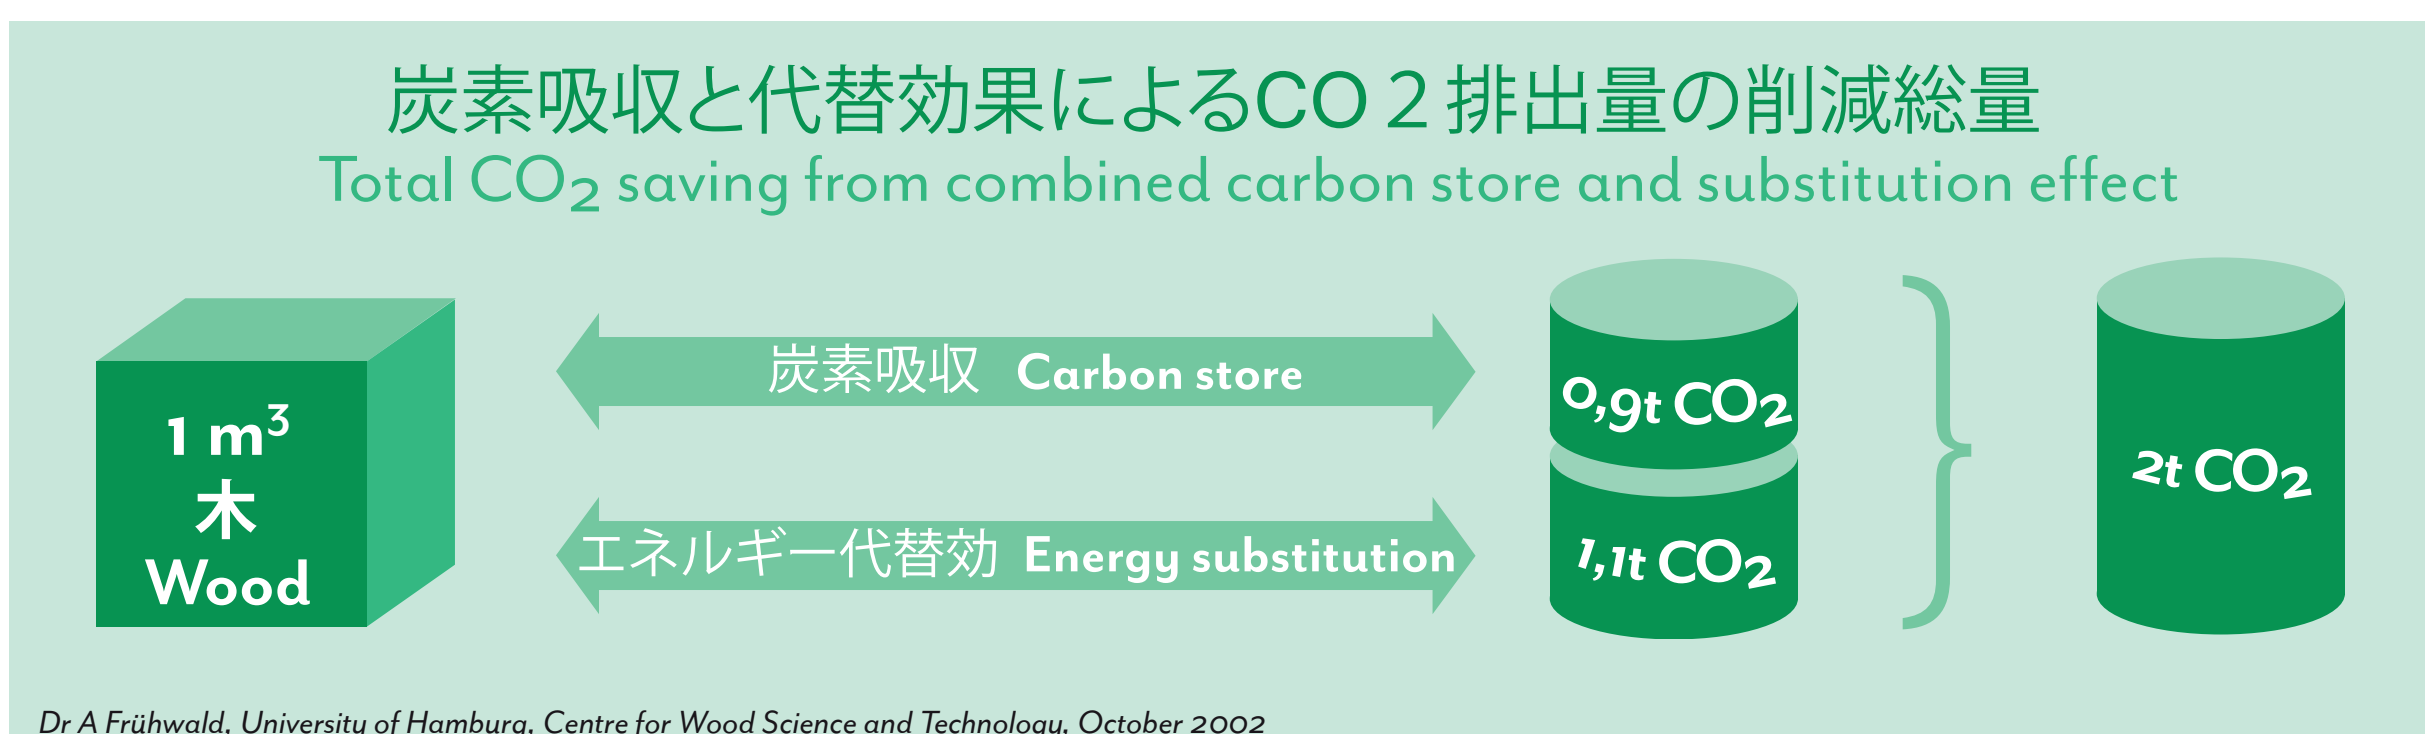 炭素吸収と代替効果によるCO２排出量の削減総量
Total CO₂ saving from combined carbon store and substitution effect
1 m³
木
Wood
炭素吸収 Carbon store
エネルギー代替効 Energy substitution
0,9t CO₂
1,1t CO₂
2t CO₂
Dr A Frühwald, University of Hamburg, Centre for Wood Science and Technology, October 2002